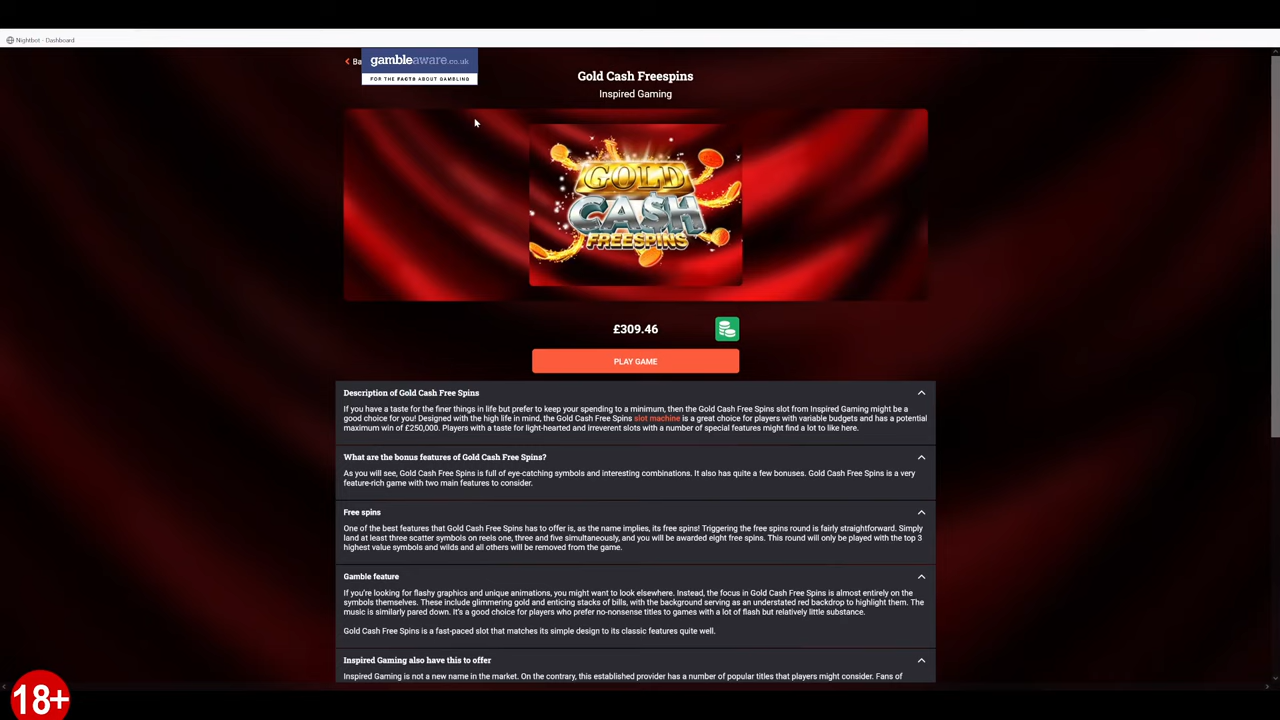 Nightbot - Dashboard
Ba
gambleaware.co.uk
FOR THE FACTS ABOUT GAMBLING
Gold Cash Freespins
Inspired Gaming
GOLD
CASH
FREESPINS
£309.46
PLAY GAME
Description of Gold Cash Free Spins
If you have a taste for the finer things in life but prefer to keep your spending to a minimum, then the Gold Cash Free Spins slot from Inspired Gaming might be a
good choice for you! Designed with the high life in mind, the Gold Cash Free Spins slot machine is a great choice for players with variable budgets and has a potential
maximum win of £250,000. Players with a taste for light-hearted and irreverent slots with a number of special features might find a lot to like here.
What are the bonus features of Gold Cash Free Spins?
As you will see, Gold Cash Free Spins is full of eye-catching symbols and interesting combinations. It also has quite a few bonuses. Gold Cash Free Spins is a very
feature-rich game with two main features to consider.
Free spins
One of the best features that Gold Cash Free Spins has to offer is, as the name implies, its free spins! Triggering the free spins round is fairly straightforward. Simply
land at least three scatter symbols on reels one, three and five simultaneously, and you will be awarded eight free spins. This round will only be played with the top 3
highest value symbols and wilds and all others will be removed from the game.
Gamble feature
If you're looking for flashy graphics and unique animations, you might want to look elsewhere. Instead, the focus in Gold Cash Free Spins is almost entirely on the
symbols themselves. These include glimmering gold and enticing stacks of bills, with the background serving as an understated red backdrop to highlight them. The
music is similarly pared down. It's a good choice for players who prefer no-nonsense titles to games with a lot of flash but relatively little substance.
Gold Cash Free Spins is a fast-paced slot that matches its simple design to its classic features quite well.
Inspired Gaming also have this to offer
Inspired Gaming is not a new name in the market. On the contrary, this established provider has a number of popular titles that players might consider. Fans of
18+